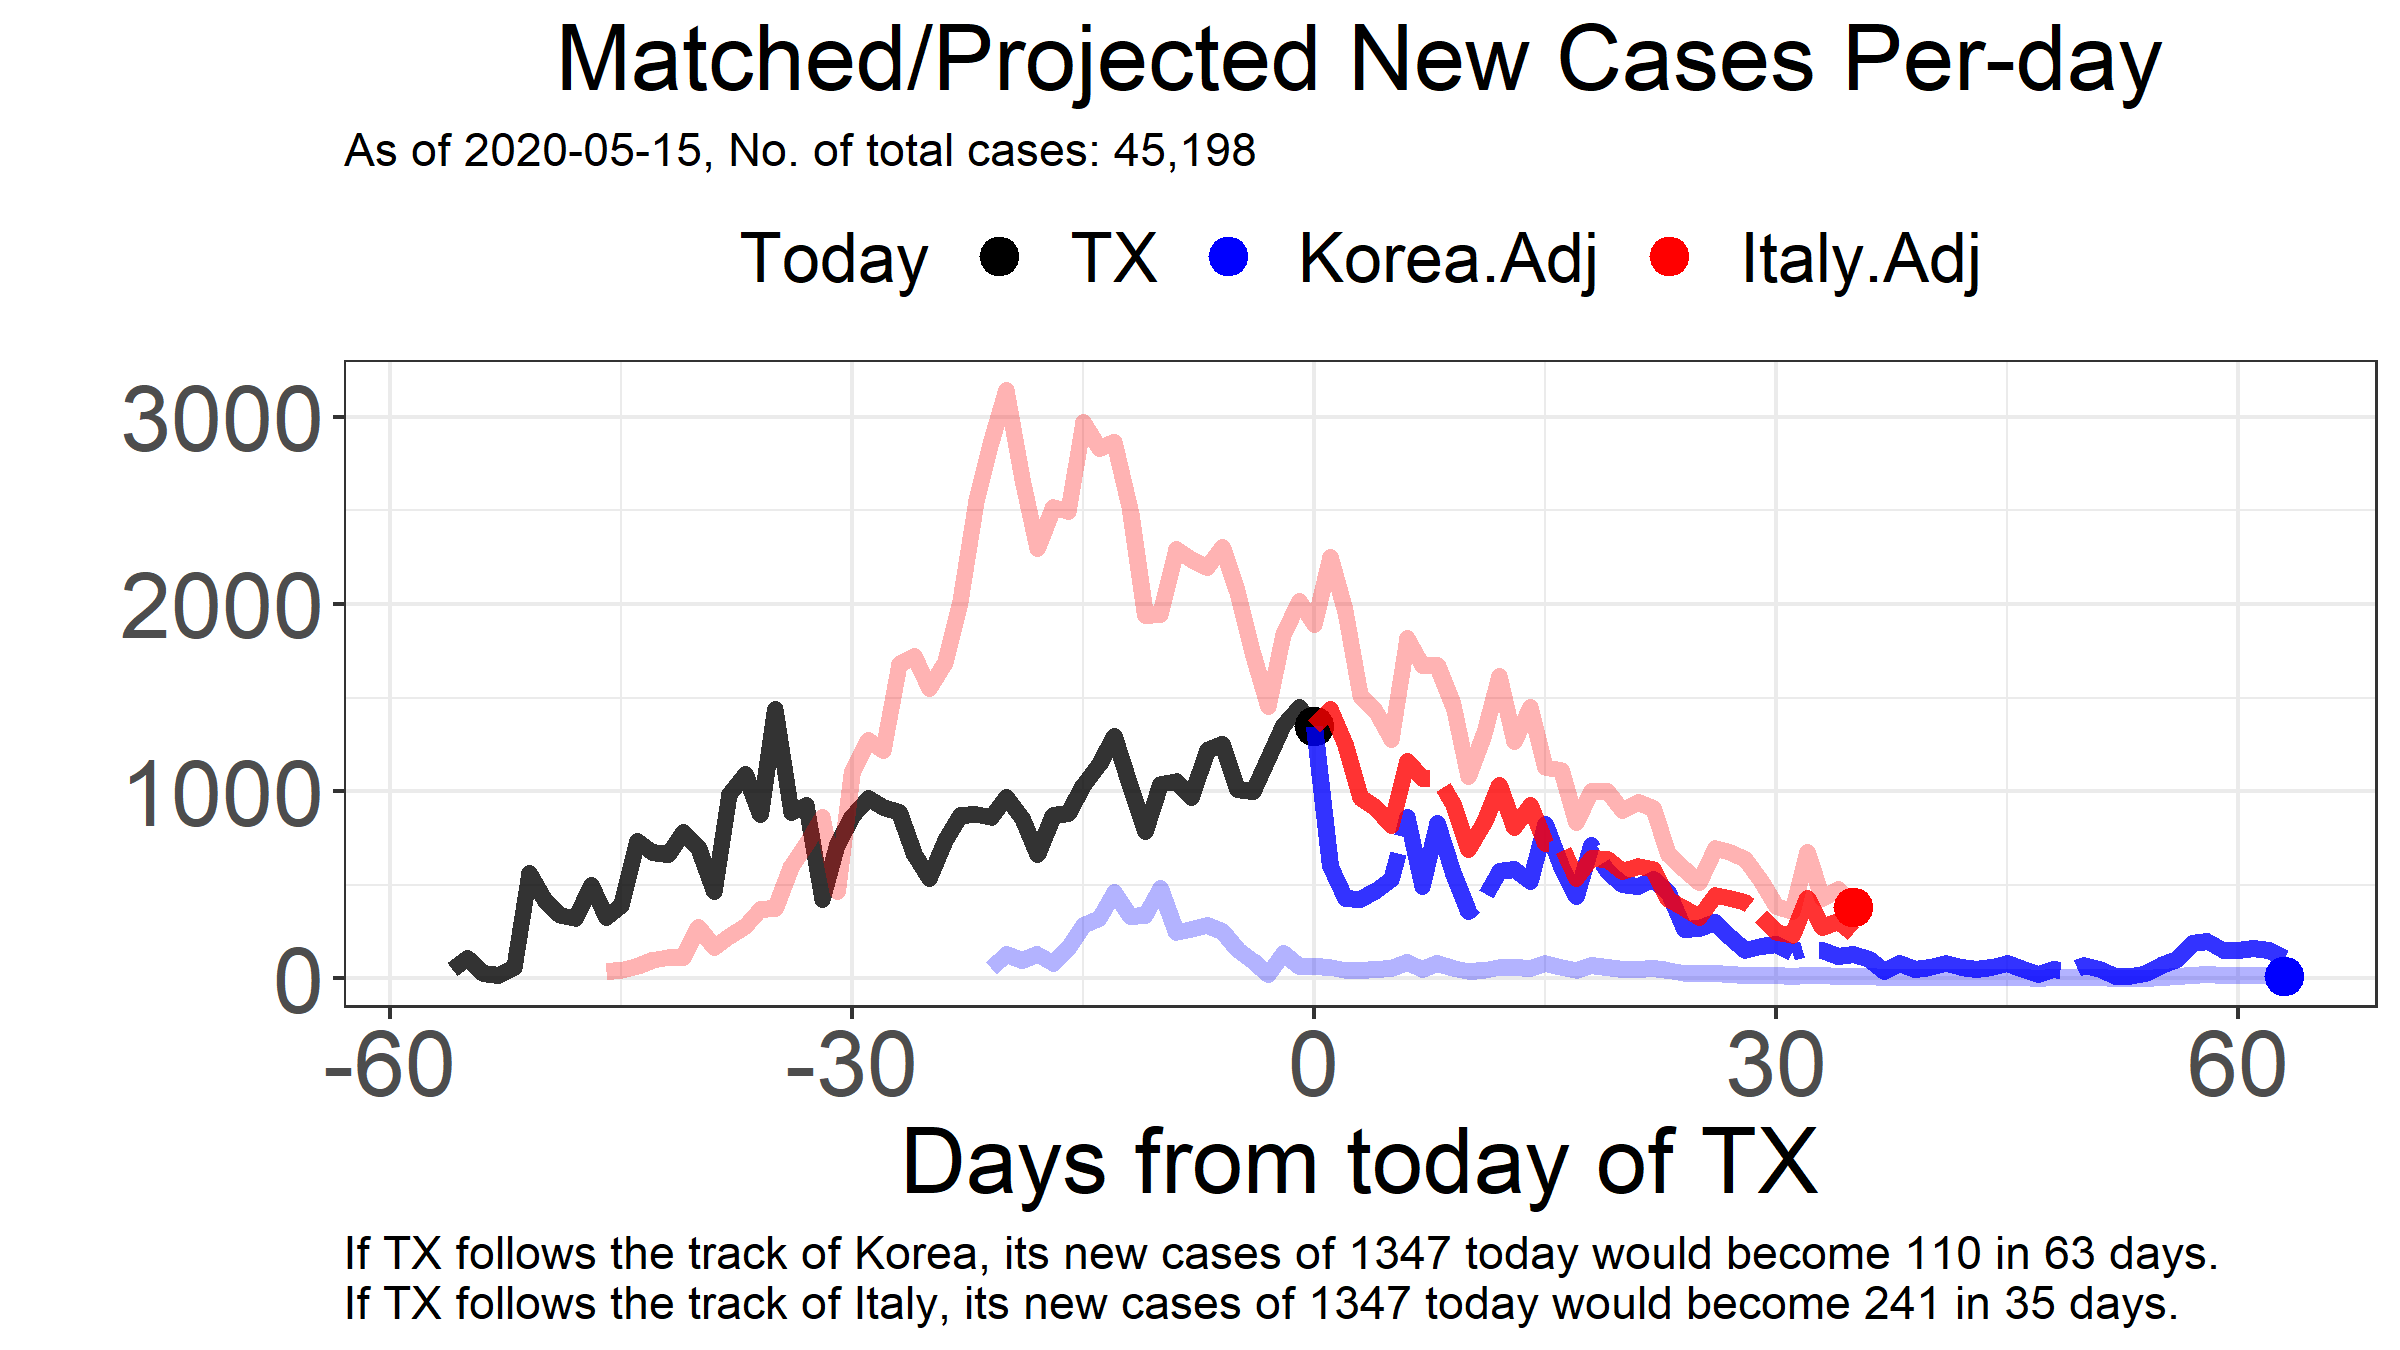 Matched/Projected New Cases Per-day
As of 2020-05-15, No. of total cases: 45,198
Today TX Korea.Adj Italy.Adj
3000
2000
1000
0
-60 -30 0 30 60
Days from today of TX
If TX follows the track of Korea, its new cases of 1347 today would become 110 in 63 days.
If TX follows the track of Italy, its new cases of 1347 today would become 241 in 35 days.